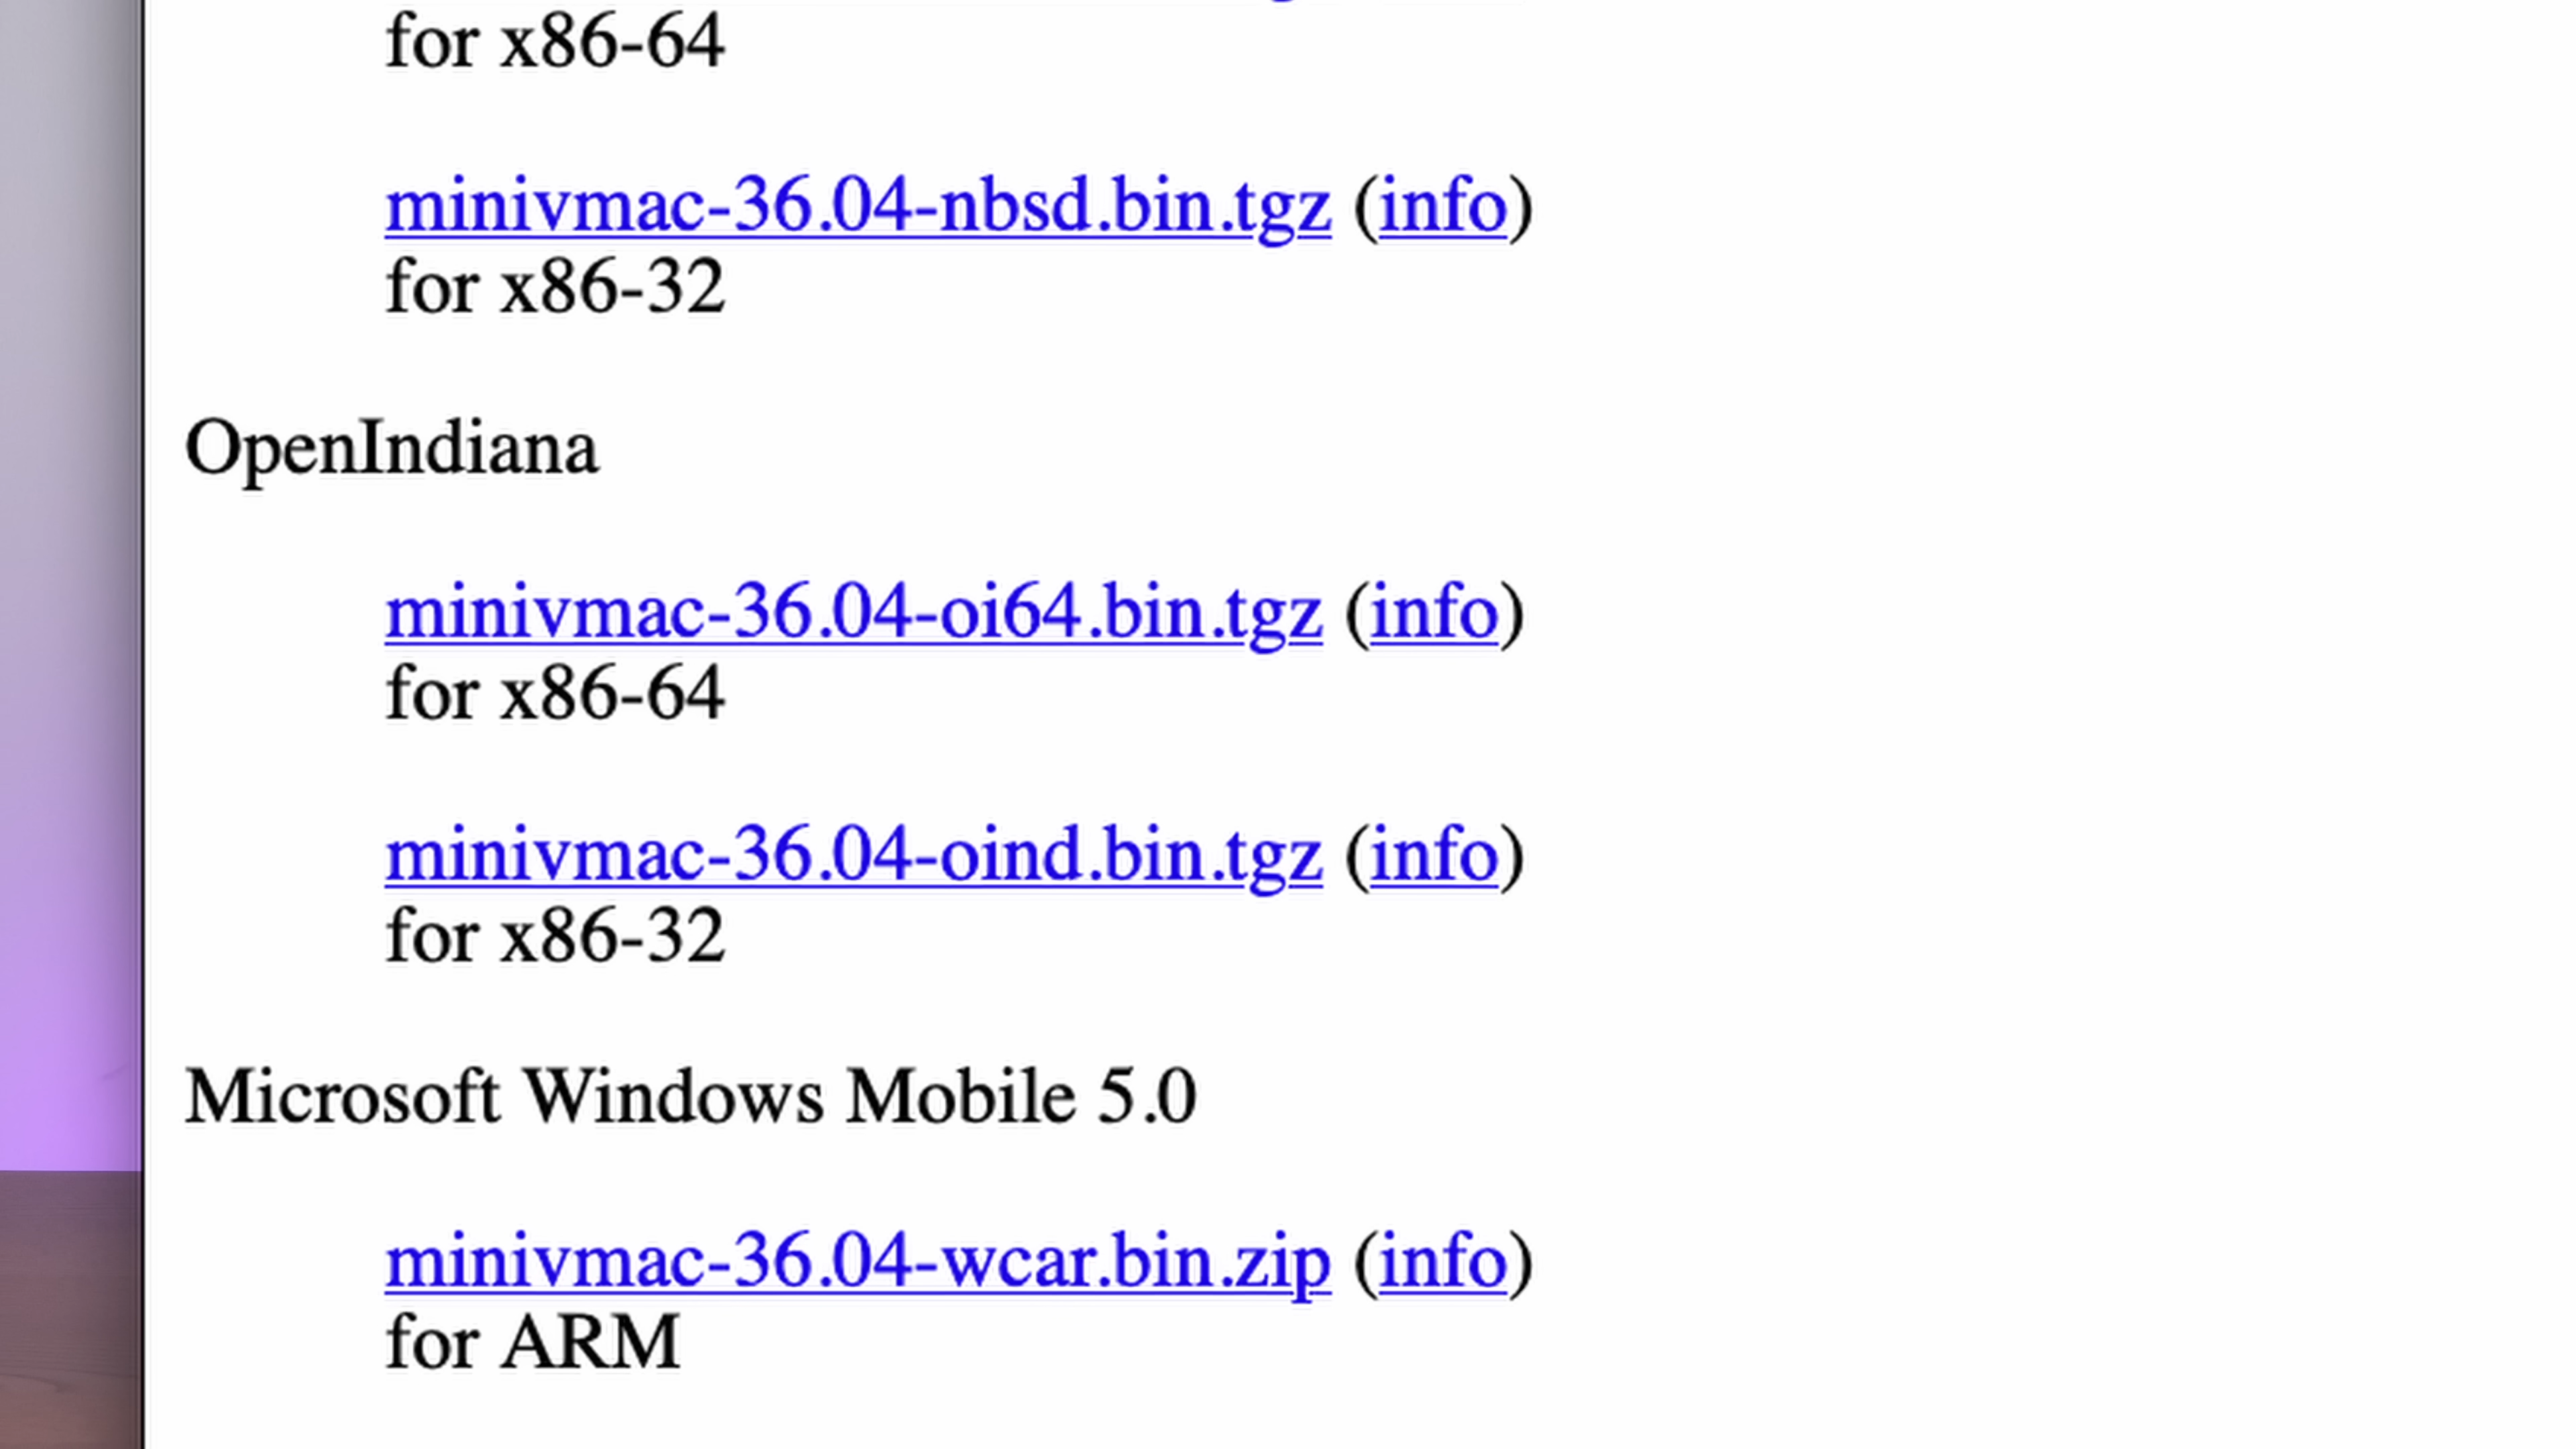 for x86-64
minivmac-36.04-nbsd.bin.tgz (info)
for x86-32
OpenIndiana
minivmac-36.04-oi64.bin.tgz (info)
for x86-64
minivmac-36.04-oind.bin.tgz (info)
for x86-32
Microsoft Windows Mobile 5.0
minivmac-36.04-wcar.bin.zip (info)
for ARM